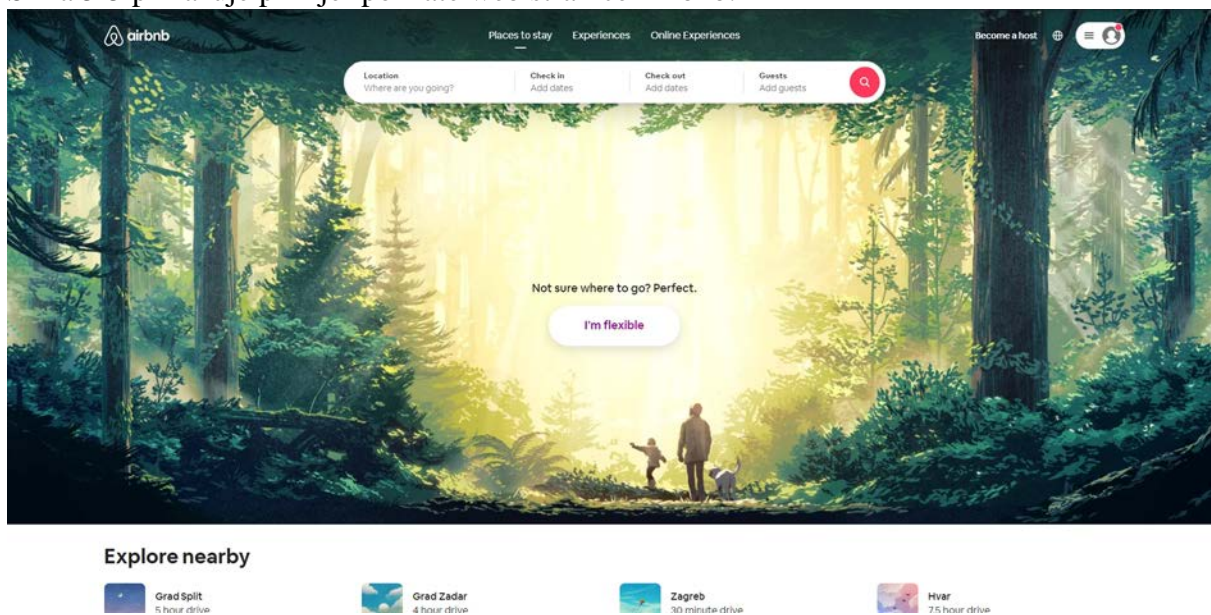 airbnb
Places to stay Experiences Online Experiences
Become a host
Location Check in Check out Guests
Where are you going? Add dates Add dates Add guests
Not sure where to go? Perfect.
I'm flexible
Explore nearby
Grad Split Grad Zadar Zagreb Hvar
5 hour drive 4 hour drive 30 minute drive 7.5 hour drive